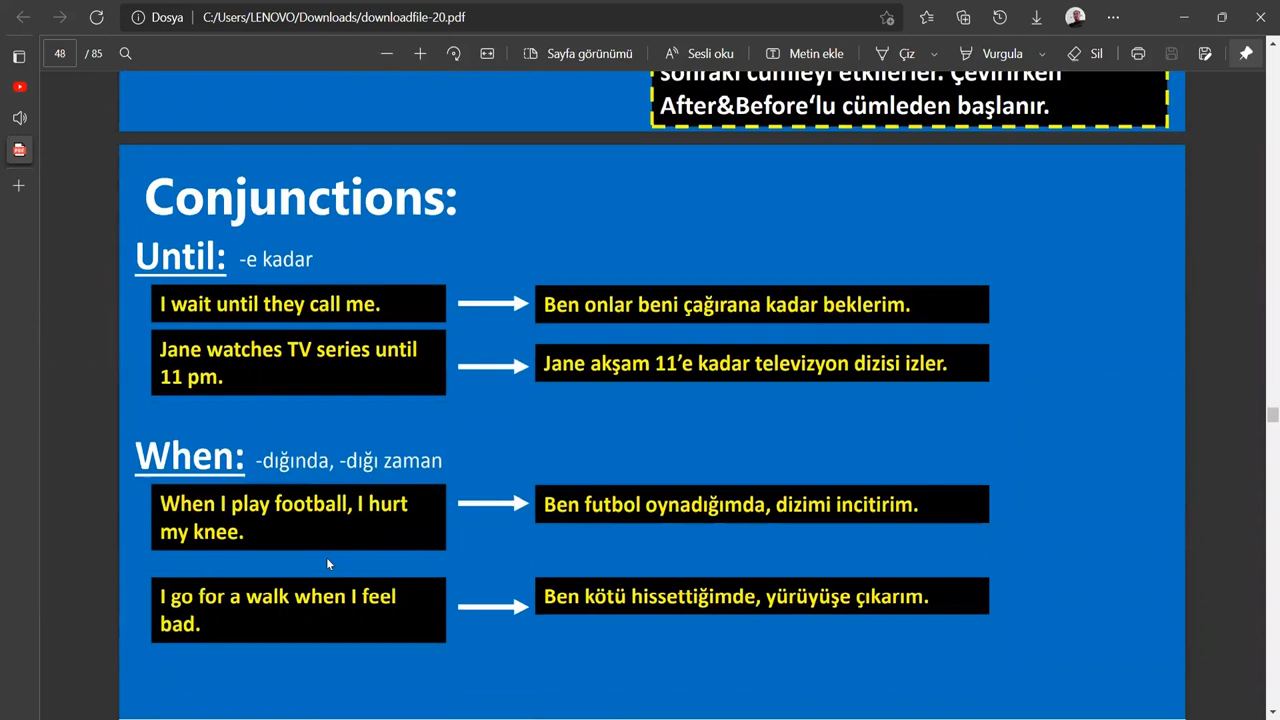 Dosya
C:/Users/LENOVO/Downloads/downloadfile-20.pdf
48 / 85
Sayfa görünümü
Sesli oku
Metin ekle
Çiz
Vurgula
Sil
sonraki cümleyi etkilerler. Çevirirken
After&Before‘lu cümleden başlanır.
Conjunctions:
Until: -e kadar
I wait until they call me.
Ben onlar beni çağırana kadar beklerim.
Jane watches TV series until
11 pm.
Jane akşam 11’e kadar televizyon dizisi izler.
When: -dığında, -dığı zaman
When I play football, I hurt
my knee.
Ben futbol oynadığımda, dizimi incitirim.
I go for a walk when I feel
bad.
Ben kötü hissettiğimde, yürüyüşe çıkarım.